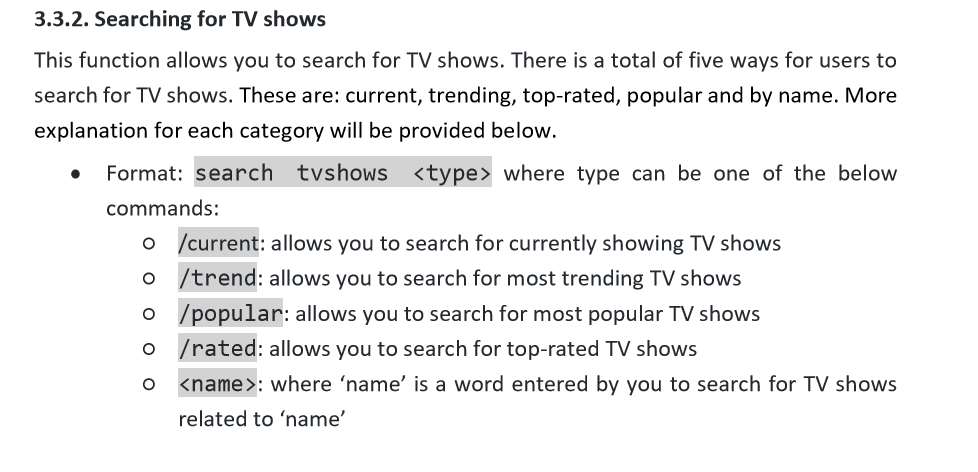 3.3.2. Searching for TV shows
This function allows you to search for TV shows. There is a total of five ways for users to
search for TV shows. These are: current, trending, top-rated, popular and by name. More
explanation for each category will be provided below.
• Format: search tvshows <type> where type can be one of the below
commands:
o /current: allows you to search for currently showing TV shows
o /trend: allows you to search for most trending TV shows
o /popular: allows you to search for most popular TV shows
o /rated: allows you to search for top-rated TV shows
o <name>: where ‘name’ is a word entered by you to search for TV shows
related to ‘name’